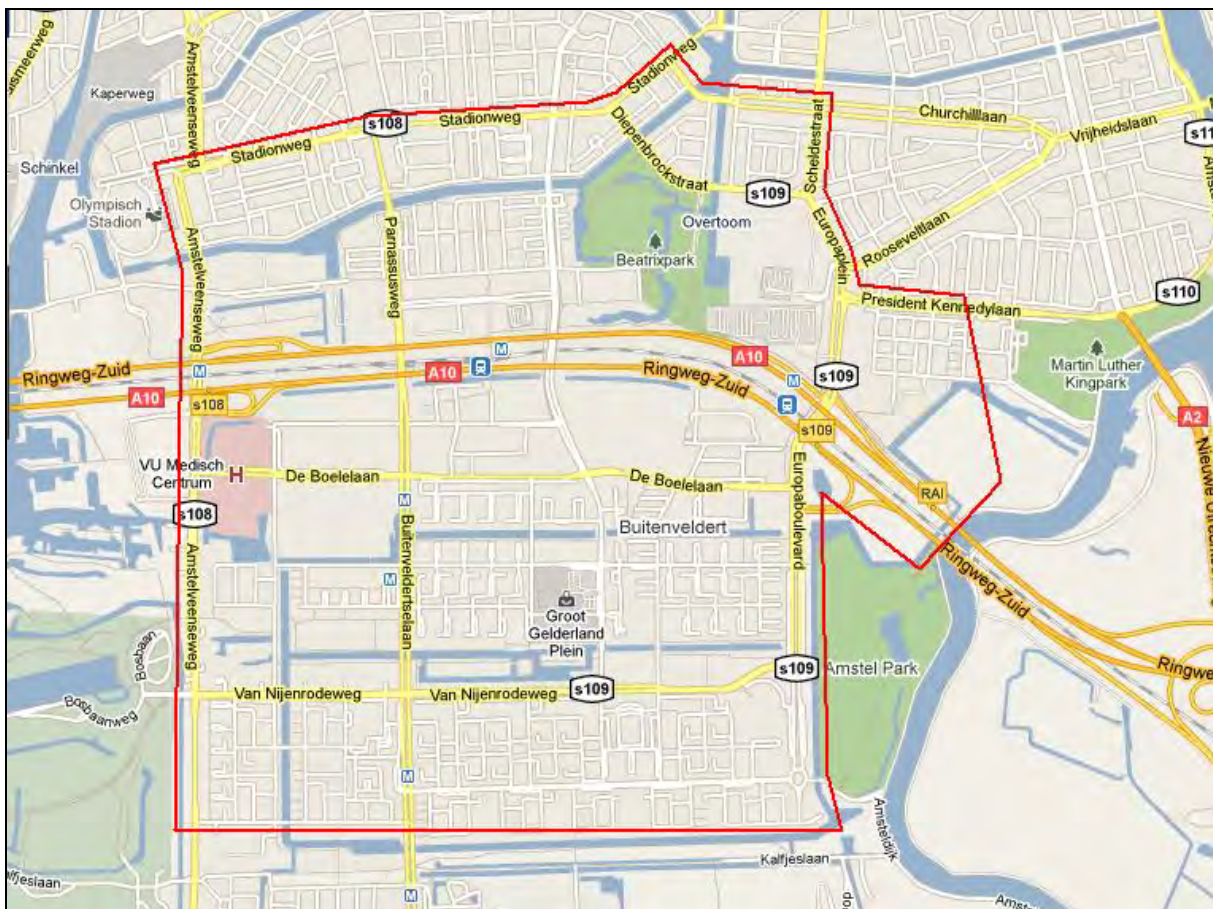 Amstelveenseweg
Kaperweg
s108
Stadionweg
Stadionweg
Stadionweg
Churchilllaan
Vrijheidslaan
Scheldestraat
Diepenbrockstraat
s109
Schinkel
Olympisch
Stadion
Overtoom
Europaplein
Rooseveltlaan
Beatrixpark
Parnassusweg
Amstelveenseweg
President Kennedylaan
s110
Martin Luther
Kingpark
Ringweg-Zuid
M
M
A10
A10
A10
Ringweg-Zuid
M
s109
s108
s109
A2
VU Medisch
Centrum
H
De Boelelaan
De Boelelaan
RAI
M
s108
Buitenveldert
Europaboulevard
Buitenveldertselaan
Ringweg-Zuid
M
Groot
Gelderland
Plein
Amstelveenseweg
Bosbaan
Bosbaanweg
Van Nijenrodeweg
Van Nijenrodeweg
s109
s109
Amstel Park
M
Amsteldijk
Kalfjeslaan
M